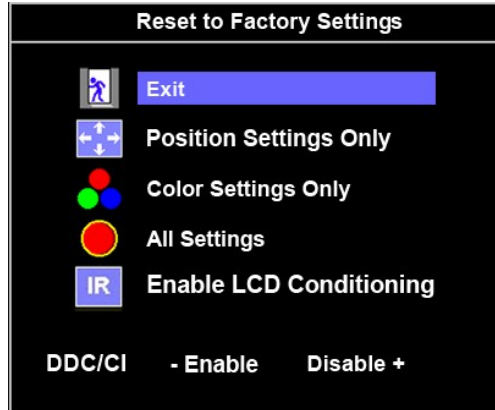 Reset to Factory Settings
Exit
Position Settings Only
Color Settings Only
All Settings
IR Enable LCD Conditioning
DDC/CI - Enable Disable +